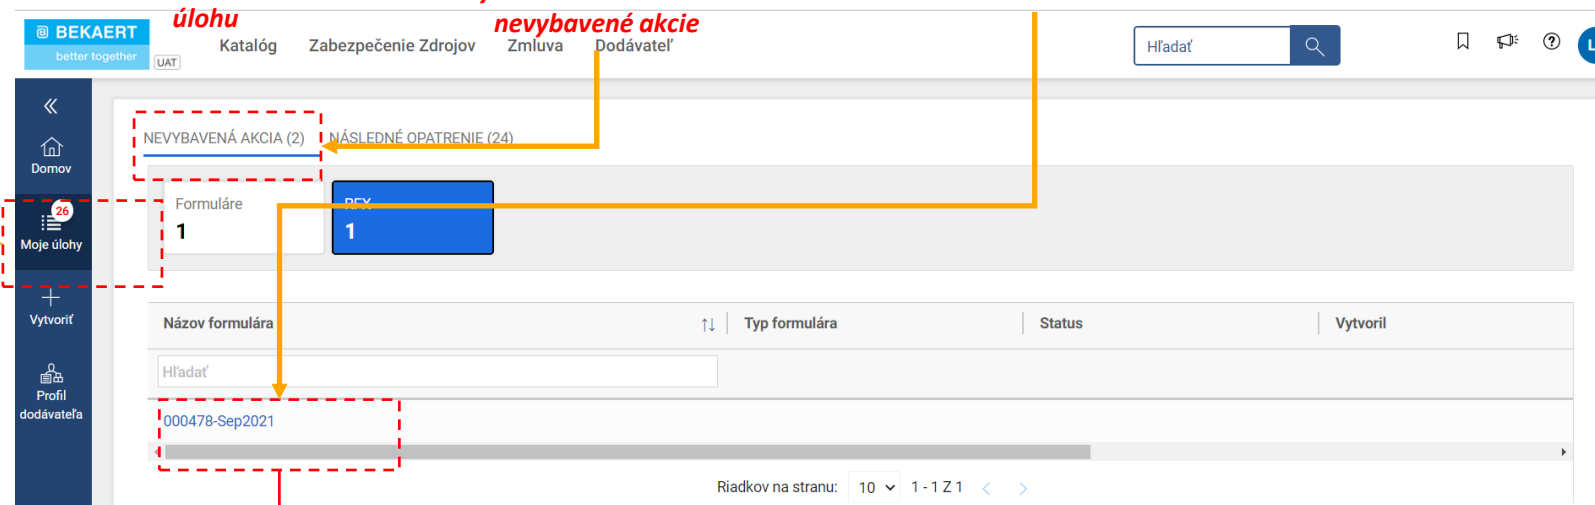 úlohu
nevybavené akcie
BEKAERT
better together
UAT
Katalóg
Zabezpečenie Zdrojov
Zmluva
Dodávateľ
Hľadať
NEVYBAVENÁ AKCIA (2)
NÁSLEDNÉ OPATRENIE (24)
Domov
Formuláre
1
RFX
1
26
Moje úlohy
Vytvoriť
Názov formulára
Typ formulára
Status
Vytvoril
Hľadať
Profil
dodávateľa
000478-Sep2021
Riadkov na stranu: 10 1 - 1 Z 1